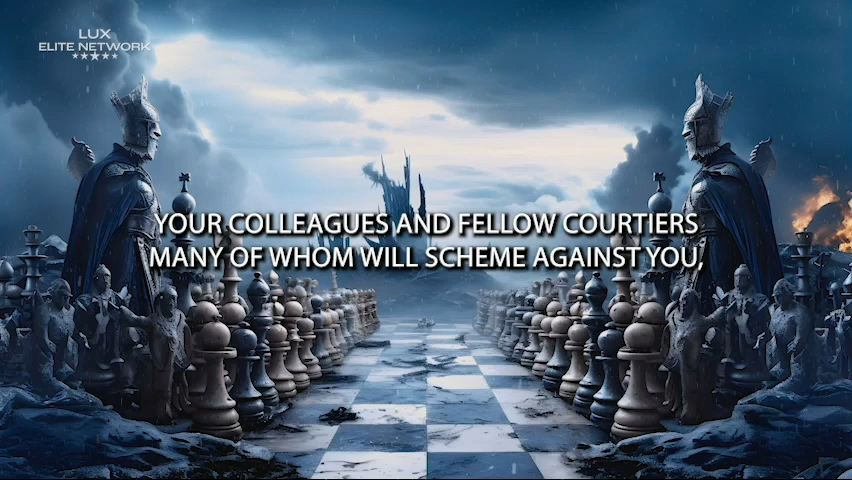 LUX
ELITE NETWORK
YOUR COLLEAGUES AND FELLOW COURTIERS
MANY OF WHOM WILL SCHEME AGAINST YOU,